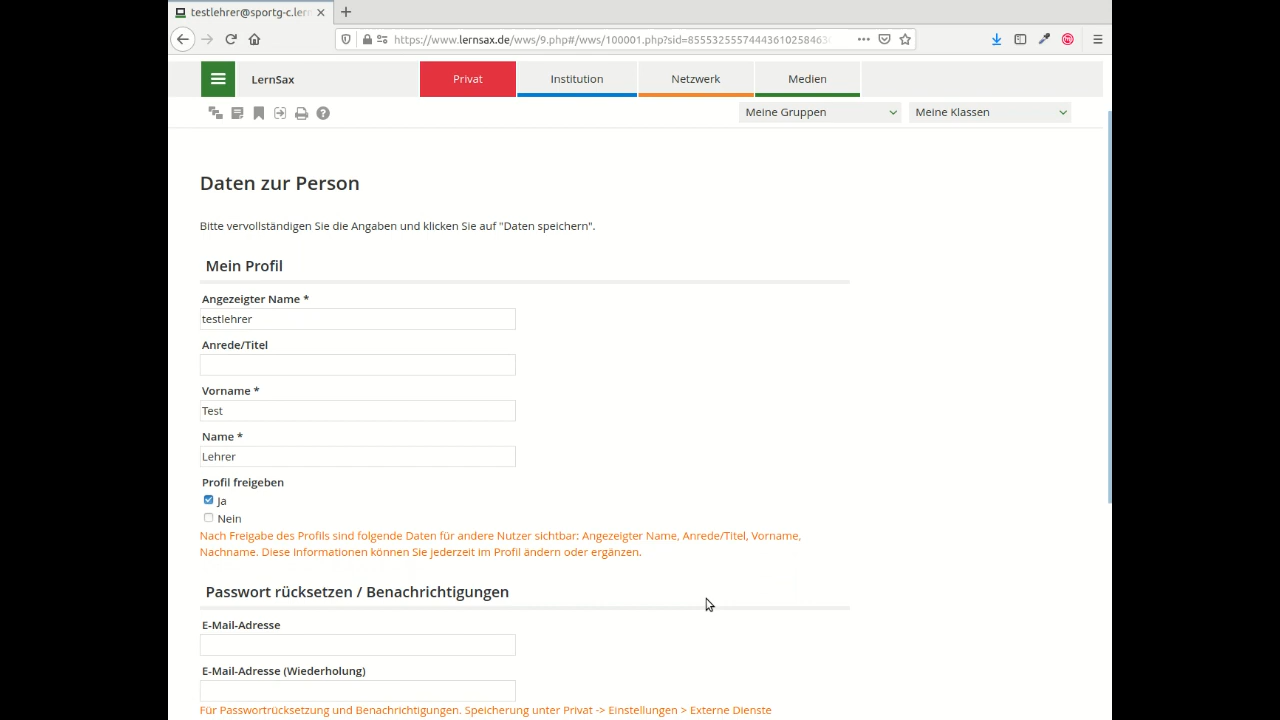 testlehrer@sportg-c.lern
https://www.lernsax.de/wws/9.php#/wws/100001.php?sid=855532555744436102584630
LernSax
Privat
Institution
Netzwerk
Medien
Meine Gruppen
Meine Klassen
Daten zur Person
Bitte vervollständigen Sie die Angaben und klicken Sie auf "Daten speichern".
Mein Profil
Angezeigter Name *
testlehrer
Anrede/Titel
Vorname *
Test
Name *
Lehrer
Profil freigeben
Ja
Nein
Nach Freigabe des Profils sind folgende Daten für andere Nutzer sichtbar: Angezeigter Name, Anrede/Titel, Vorname,
Nachname. Diese Informationen können Sie jederzeit im Profil ändern oder ergänzen.
Passwort rücksetzen / Benachrichtigungen
E-Mail-Adresse
E-Mail-Adresse (Wiederholung)
Für Passwortrücksetzung und Benachrichtigungen. Speicherung unter Privat -> Einstellungen > Externe Dienste